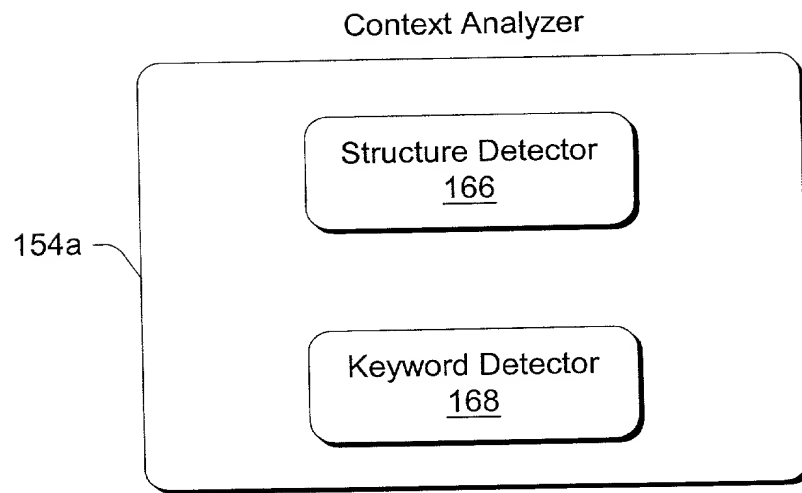 Context Analyzer
Structure Detector
166
154a
Keyword Detector
168